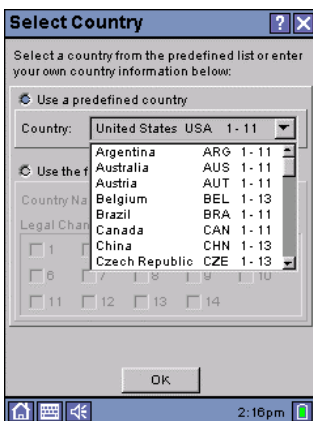 Select Country ? X
Select a country from the predefined list or enter
your own country information below:
Use a predefined country
Country: United States USA 1-11
Argentina ARG 1-11
Australia AUS 1-11
Austria AUT 1-11
Belgium BEL 1-13
Brazil BRA 1-11
Canada CAN 1-11
China CHN 1-13
Czech Republic CZE 1-13
Use the f
Country Na
Legal Chan
1
6 7 8 9 10
11 12 13 14
OK
2:16pm